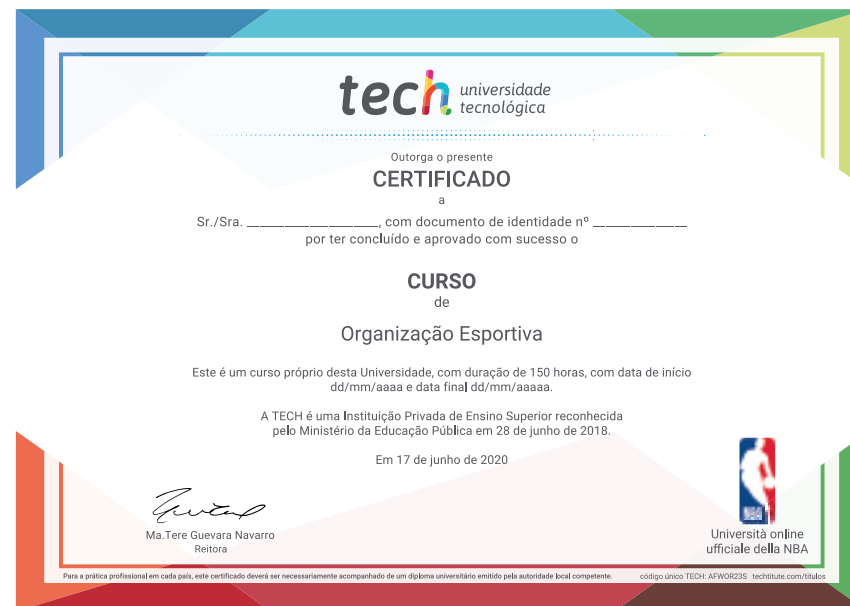 tech universidade
tecnológica
Outorga o presente
CERTIFICADO
a
Sr./Sra. ____________________, com documento de identidade nº ______________
por ter concluído e aprovado com sucesso o
CURSO
de
Organização Esportiva
Este é um curso próprio desta Universidade, com duração de 150 horas, com data de início
dd/mm/aaaa e data final dd/mm/aaaaa.
A TECH é uma Instituição Privada de Ensino Superior reconhecida
pelo Ministério da Educação Pública em 28 de junho de 2018.
Em 17 de junho de 2020
Ma.Tere Guevara Navarro
Reitora
NBA
Università online
ufficiale della NBA
Para a prática profissional em cada país, este certificado deverá ser necessariamente acompanhado de um diploma universitário emitido pela autoridade local competente.
código único TECH: AFWOR23S techtitute.com/titulos